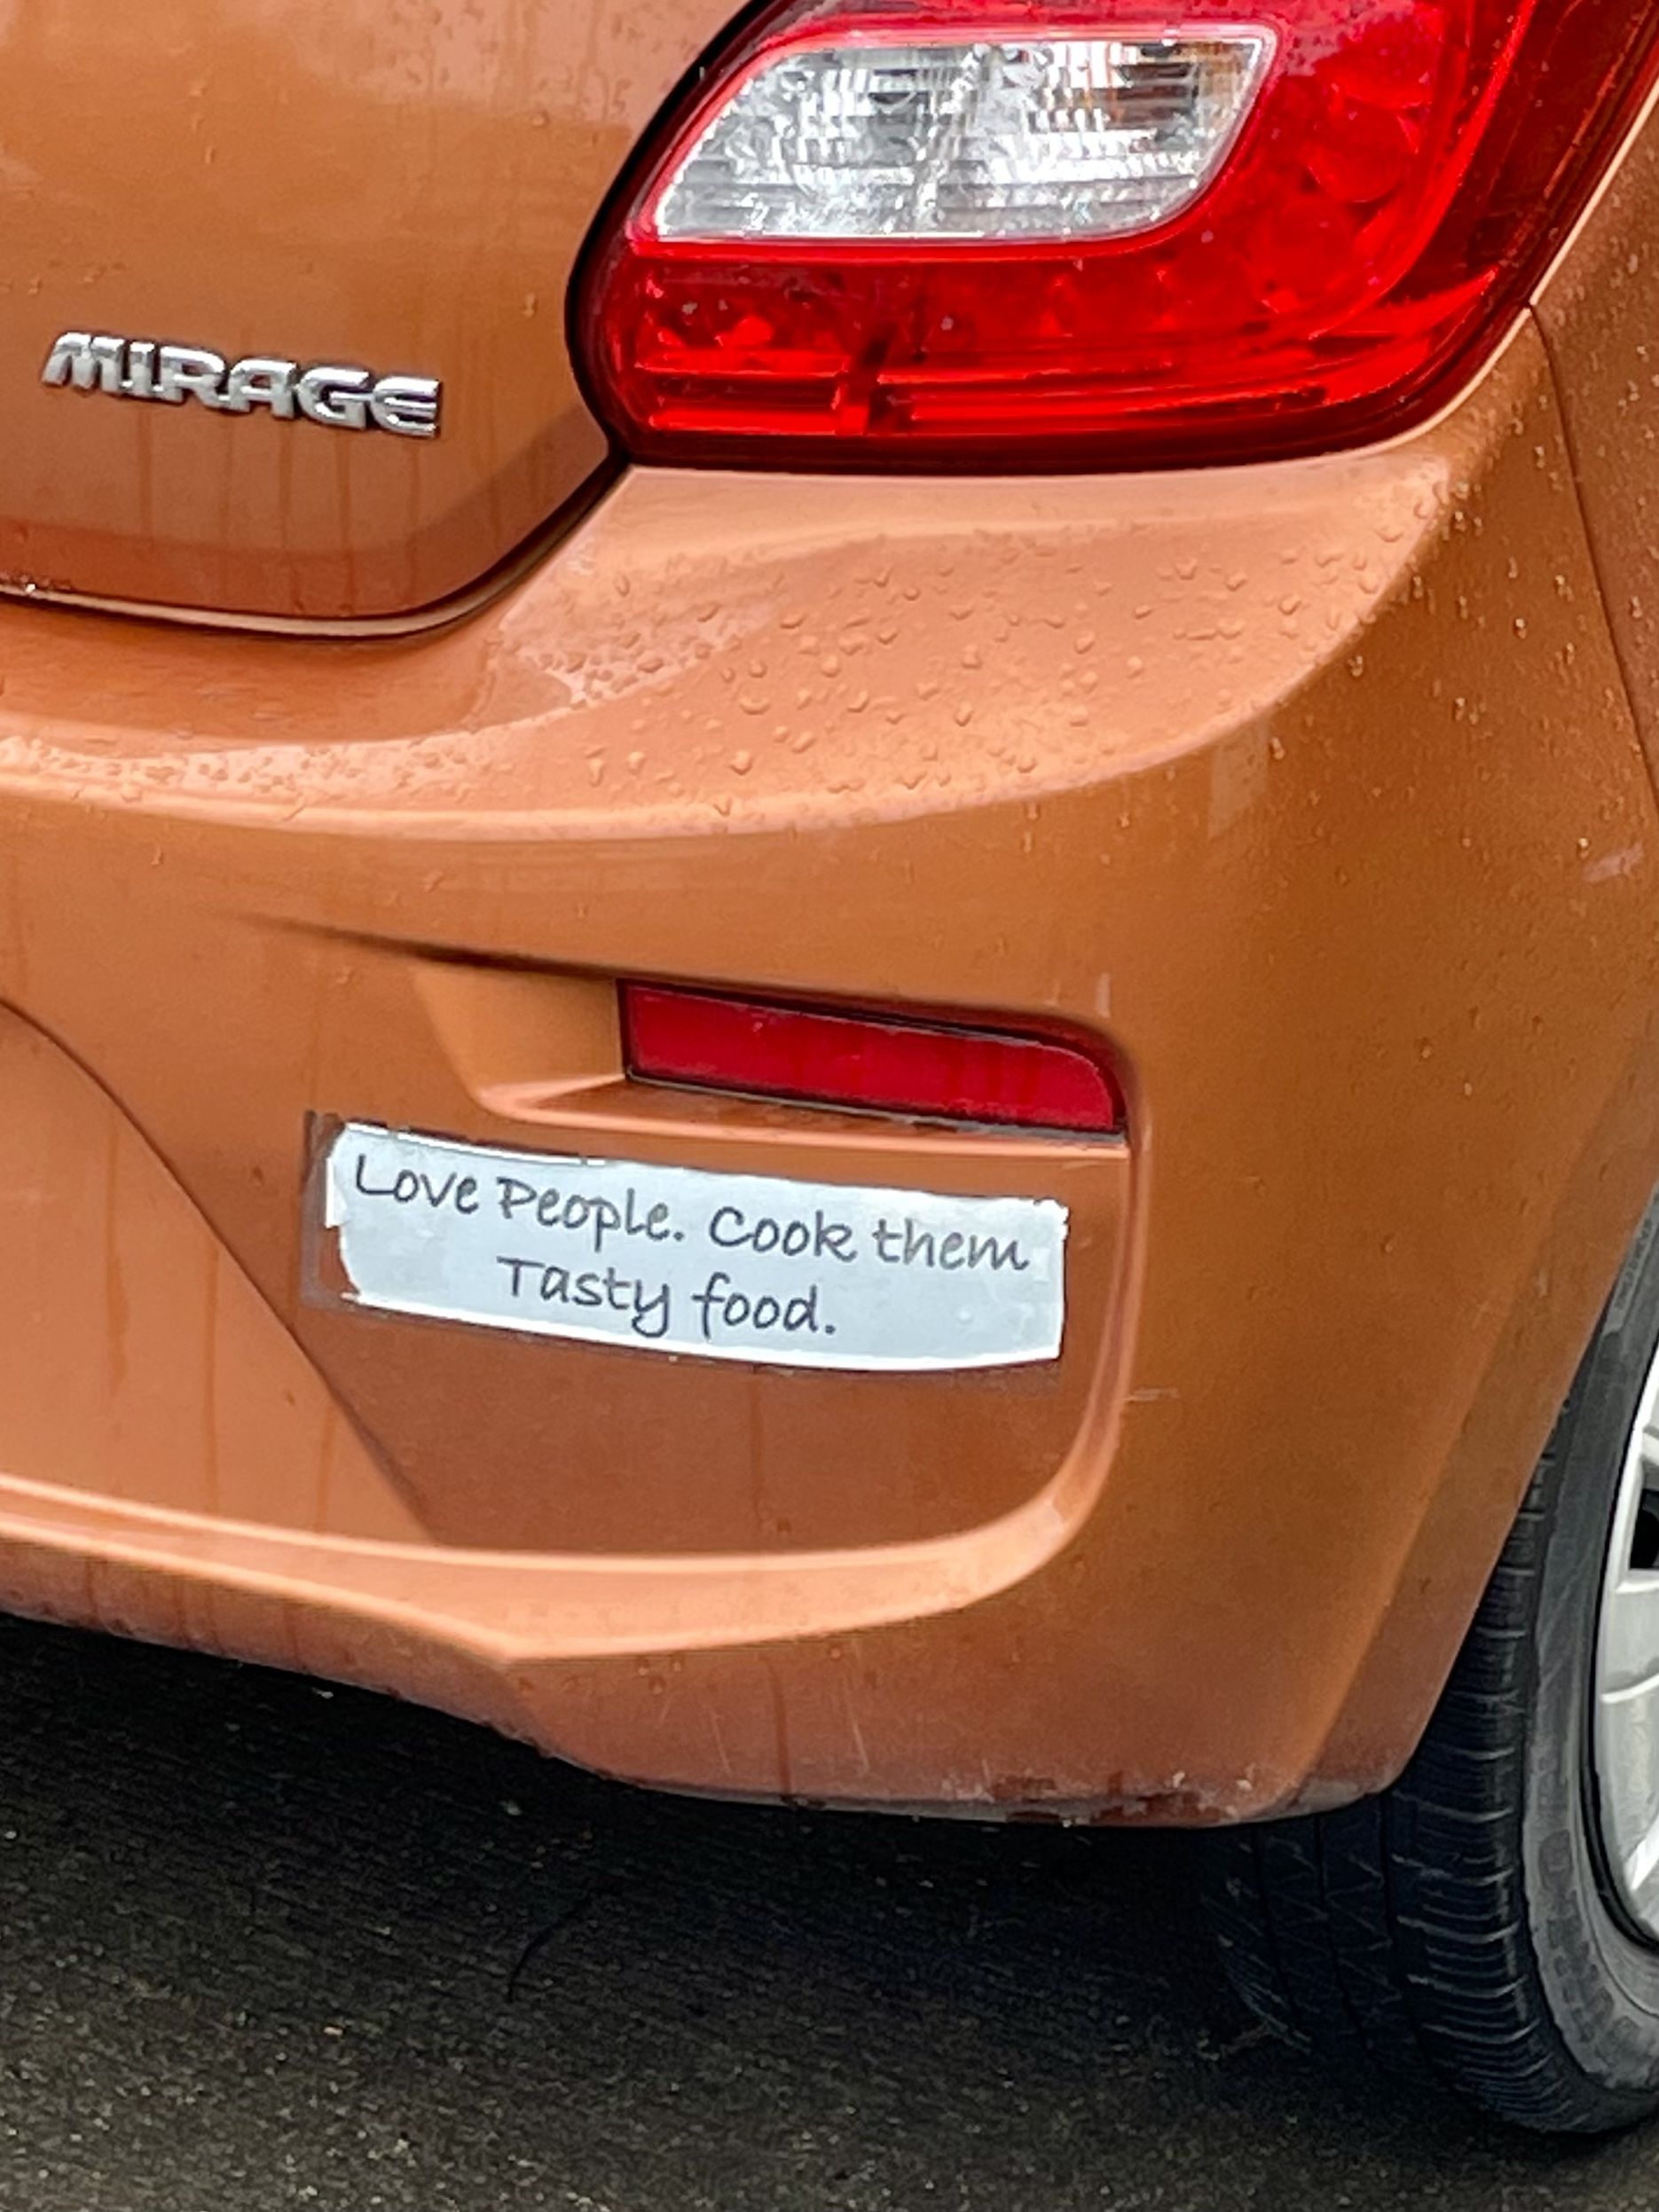 MIRAGE
Love People. Cook them
Tasty food.